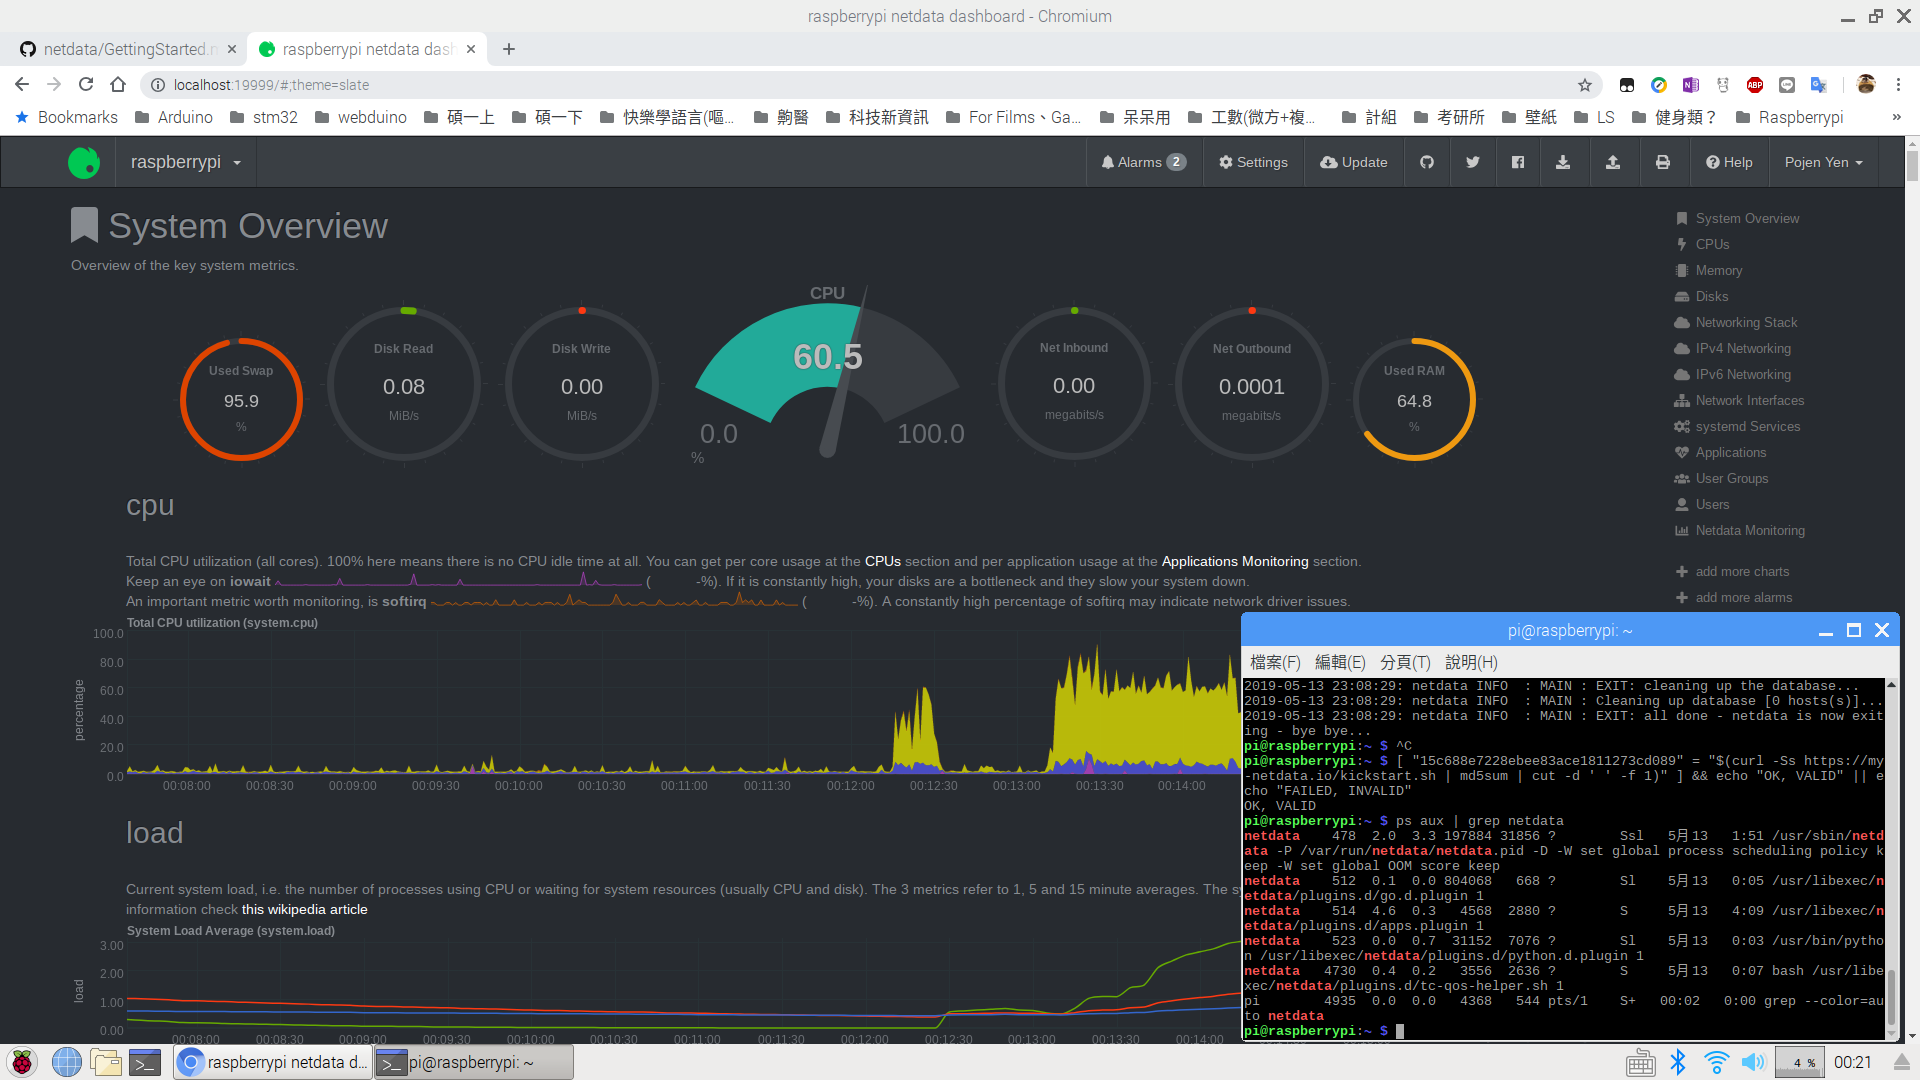 raspberrypi netdata dashboard - Chromium
netdata/GettingStarted.m
raspberrypi netdata dash
localhost:19999/#;theme=slate
Bookmarks Arduino stm32 webduino 碩一上 碩一下 快樂學語言(嘔... 齁醫 科技新資訊 For Films、Ga... 呆呆用 工數(微方+複... 計組 考研所 壁紙 LS 健身類？ Raspberrypi »
raspberrypi
Alarms 2 Settings Update Help Pojen Yen
System Overview
Overview of the key system metrics.
Used Swap
95.9
%
Disk Read
0.08
MiB/s
Disk Write
0.00
MiB/s
CPU
60.5
0.0 100.0
%
Net Inbound
0.00
megabits/s
Net Outbound
0.0001
megabits/s
Used RAM
64.8
%
System Overview
CPUs
Memory
Disks
Networking Stack
IPv4 Networking
IPv6 Networking
Network Interfaces
systemd Services
Applications
User Groups
Users
Netdata Monitoring
add more charts
add more alarms
cpu
Total CPU utilization (all cores). 100% here means there is no CPU idle time at all. You can get per core usage at the CPUs section and per application usage at the Applications Monitoring section.
Keep an eye on iowait ( -%). If it is constantly high, your disks are a bottleneck and they slow your system down.
An important metric worth monitoring, is softirq ( -%). A constantly high percentage of softirq may indicate network driver issues.
Total CPU utilization (system.cpu)
percentage
100.0
80.0
60.0
40.0
20.0
0.0
00:08:00 00:08:30 00:09:00 00:09:30 00:10:00 00:10:30 00:11:00 00:11:30 00:12:00 00:12:30 00:13:00 00:13:30 00:14:00
load
Current system load, i.e. the number of processes using CPU or waiting for system resources (usually CPU and disk). The 3 metrics refer to 1, 5 and 15 minute averages. The sy
information check this wikipedia article
System Load Average (system.load)
load
3.00
2.00
1.00
0.00
00:08:00 00:08:30 00:09:00 00:09:30 00:10:00 00:10:30 00:11:00 00:11:30 00:12:00 00:12:30 00:13:00 00:13:30 00:14:00
pi@raspberrypi: ~
檔案(F) 編輯(E) 分頁(T) 說明(H)
2019-05-13 23:08:29: netdata INFO  : MAIN : EXIT: cleaning up the database...
2019-05-13 23:08:29: netdata INFO  : MAIN : Cleaning up database [0 hosts(s)]...
2019-05-13 23:08:29: netdata INFO  : MAIN : EXIT: all done - netdata is now exit
ing - bye bye...
pi@raspberrypi:~ $ ^C
pi@raspberrypi:~ $ [ "15c688e7228ebee83ace1811273cd089" = "$(curl -Ss https://my
-netdata.io/kickstart.sh | md5sum | cut -d ' ' -f 1)" ] && echo "OK, VALID" || e
cho "FAILED, INVALID"
OK, VALID
pi@raspberrypi:~ $ ps aux | grep netdata
netdata    478  2.0  3.3 197884 31856 ?        Ssl   5月13   1:51 /usr/sbin/netd
ata -P /var/run/netdata/netdata.pid -D -W set global process scheduling policy k
eep -W set global OOM score keep
netdata    512  0.1  0.0 804068   668 ?        Sl    5月13   0:05 /usr/libexec/n
etdata/plugins.d/go.d.plugin 1
netdata    514  4.6  0.3   4568  2880 ?        S     5月13   4:09 /usr/libexec/n
etdata/plugins.d/apps.plugin 1
netdata    523  0.0  0.7  31152  7076 ?        Sl    5月13   0:03 /usr/bin/pytho
n /usr/libexec/netdata/plugins.d/python.d.plugin 1
netdata   4730  0.4  0.2   3556  2636 ?        S     5月13   0:07 bash /usr/libe
xec/netdata/plugins.d/tc-qos-helper.sh 1
pi        4935  0.0  0.0   4368   544 pts/1    S+   00:02   0:00 grep --color=au
to netdata
pi@raspberrypi:~ $
raspberrypi netdata d...
pi@raspberrypi: ~
4 %
00:21